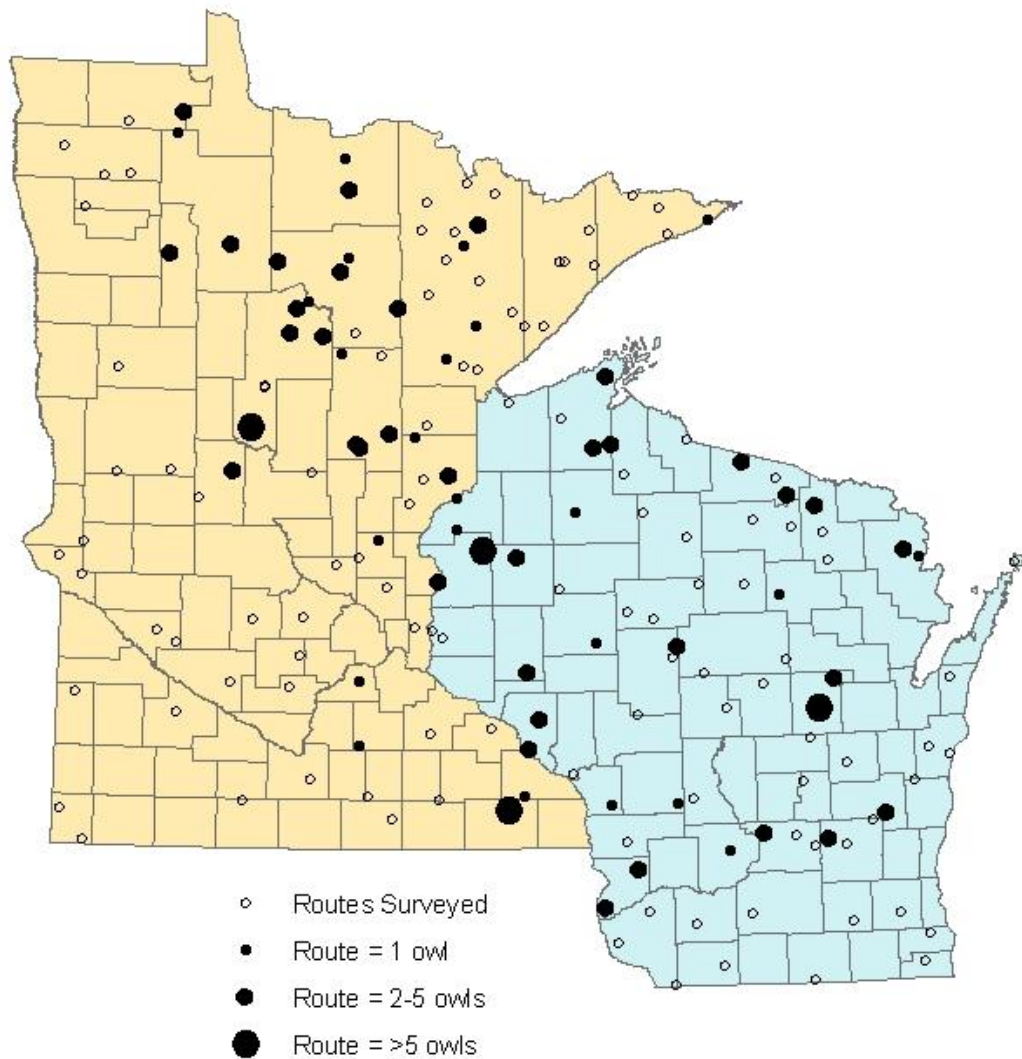 Routes Surveyed
Route = 1 owl
Route = 2-5 owls
Route = >5 owls